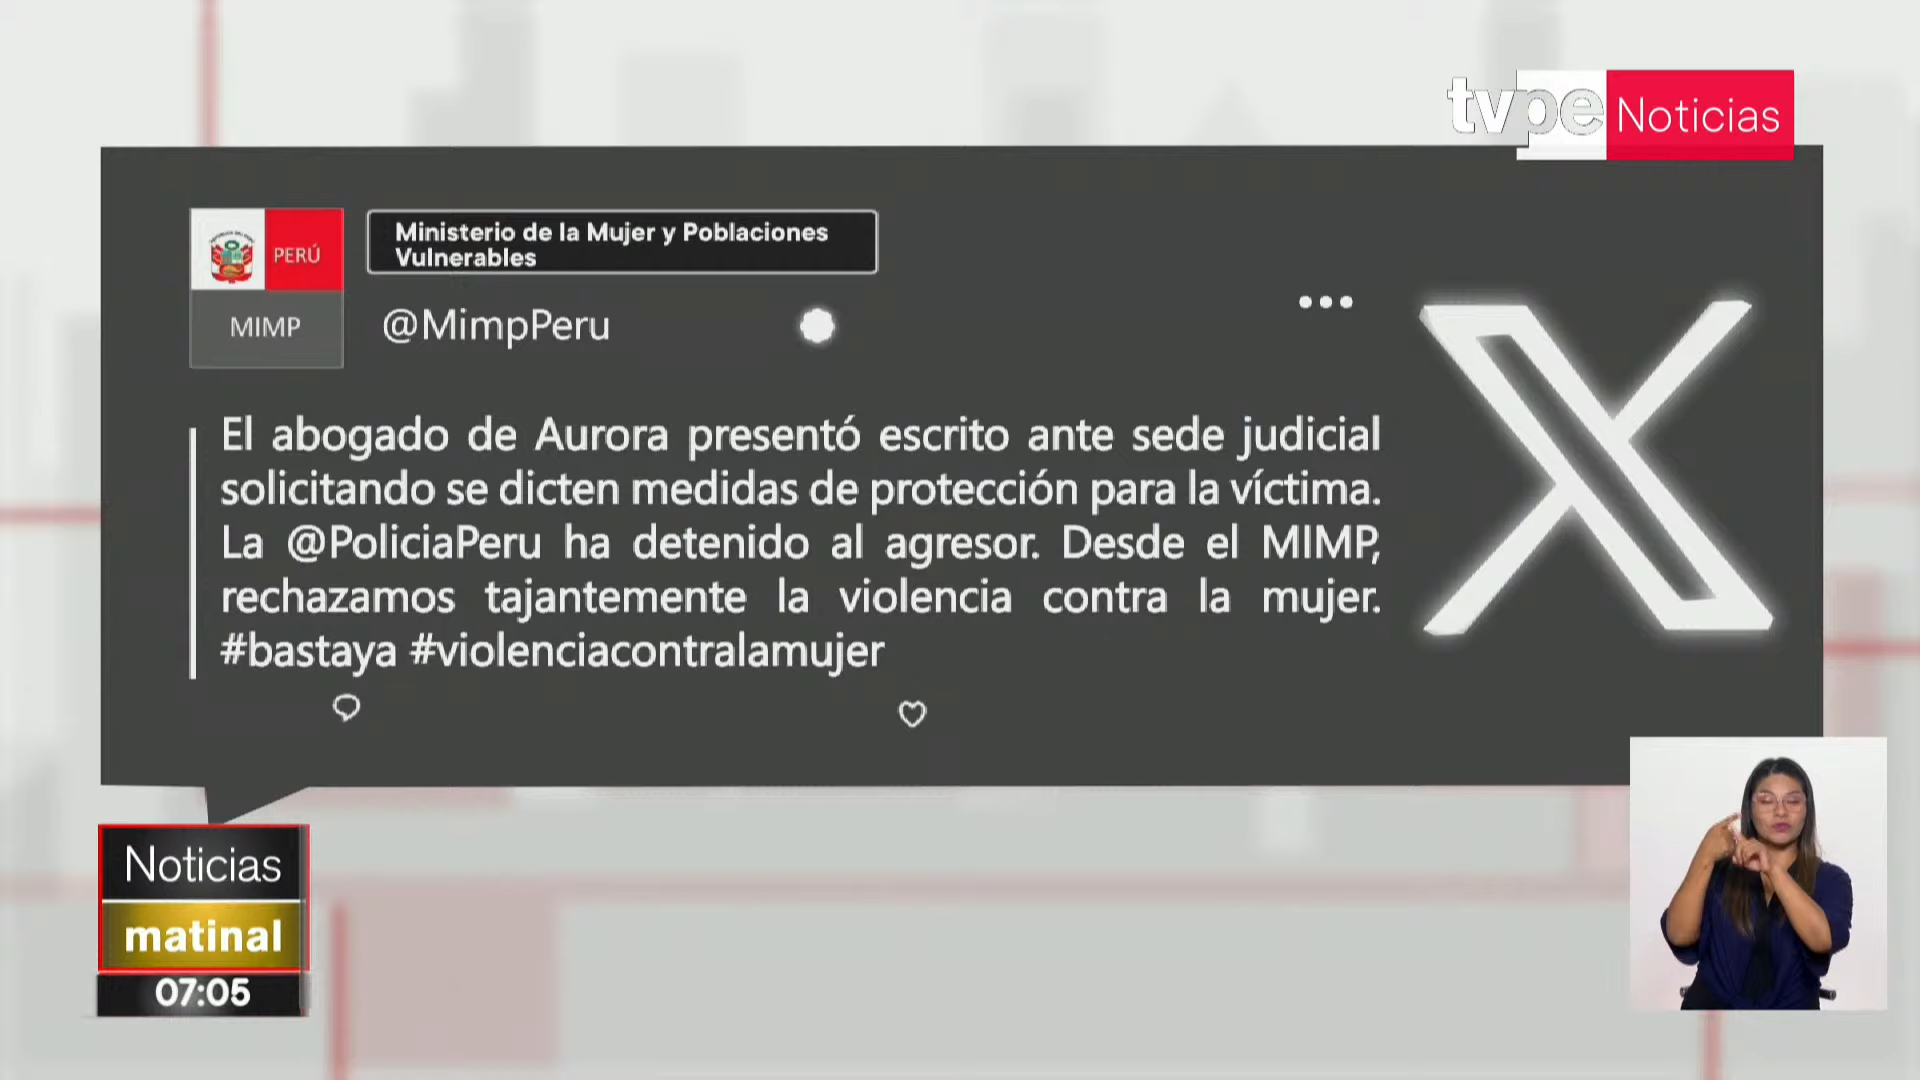 tvpe Noticias
PERÚ
MIMP
Ministerio de la Mujer y Poblaciones
Vulnerables
@MimpPeru
El abogado de Aurora presentó escrito ante sede judicial
solicitando se dicten medidas de protección para la víctima.
La @PoliciaPeru ha detenido al agresor. Desde el MIMP,
rechazamos tajantemente la violencia contra la mujer.
#bastaya #violenciacontralamujer
Noticias
matinal
07:05